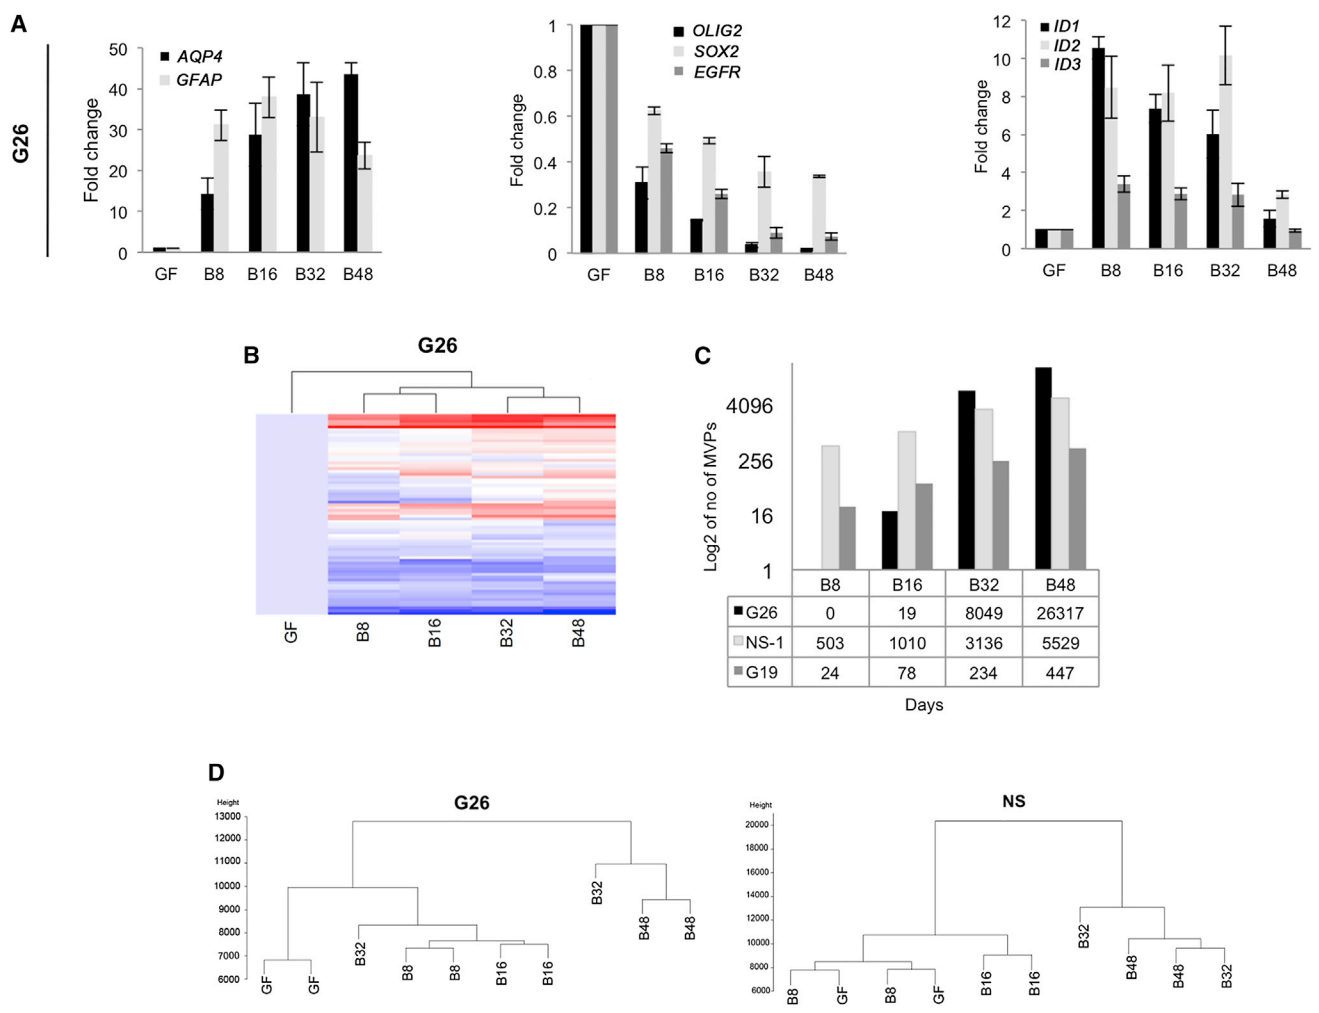 A
G26
Fold change
50
40
30
20
10
0
AQP4
GFAP
GF B8 B16 B32 B48
Fold change
1
0.8
0.6
0.4
0.2
0
OLIG2
SOX2
EGFR
GF B8 B16 B32 B48
Fold change
12
10
8
6
4
2
0
ID1
ID2
ID3
GF B8 B16 B32 B48
B
G26
GF B8 B16 B32 B48
C
Log2 of no of MVPs
4096
256
16
1
B8 B16 B32 B48
G26 0 19 8049 26317
NS-1 503 1010 3136 5529
G19 24 78 234 447
Days
D
G26
Height
13000
12000
11000
10000
9000
8000
7000
6000
GF GF B32 B8 B8 B16 B16 B32 B48 B48
NS
Height
20000
18000
16000
14000
12000
10000
8000
6000
B8 GF B8 GF B16 B16 B32 B48 B48 B32